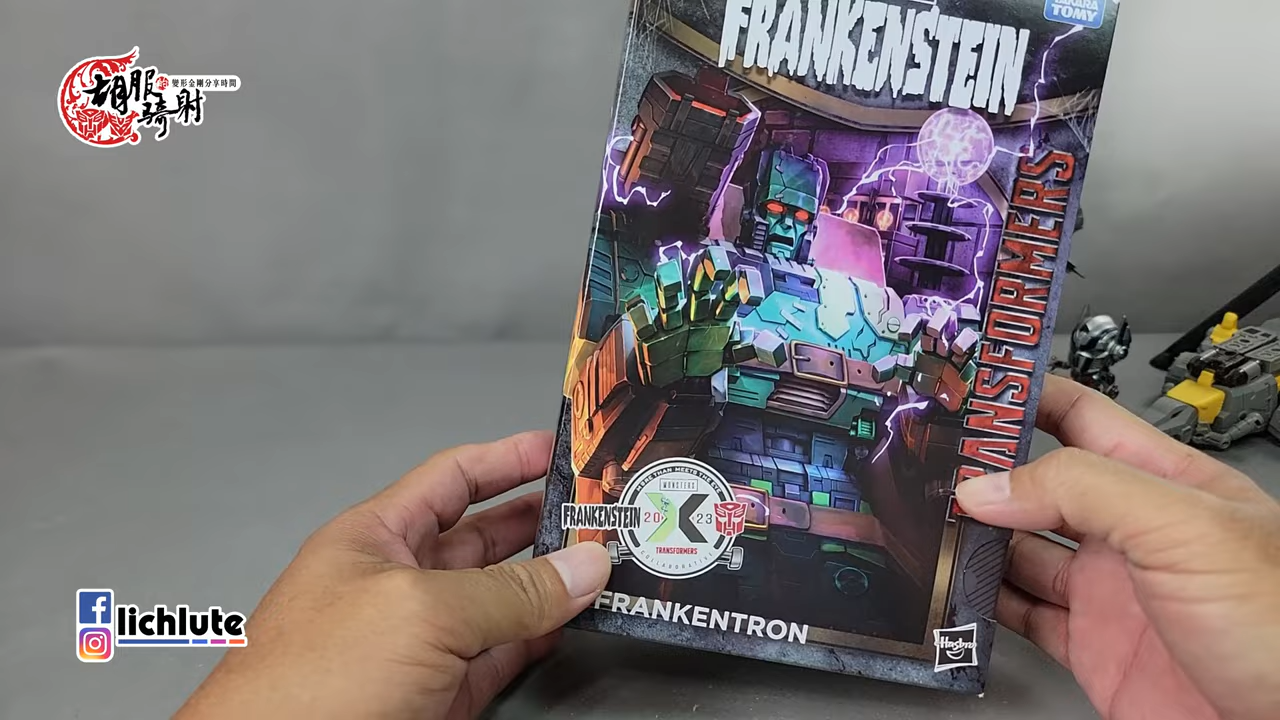 胡服
騎射
的
變形金剛分享時間
FRANKENSTEIN
TAKARA
TOMY
TRANSFORMERS
MORE THAN MEETS THE EYE
MONSTERS
FRANKENSTEIN
20 X 23
TRANSFORMERS
COLLABORATIVE
FRANKENTRON
Hasbro
f lichlute